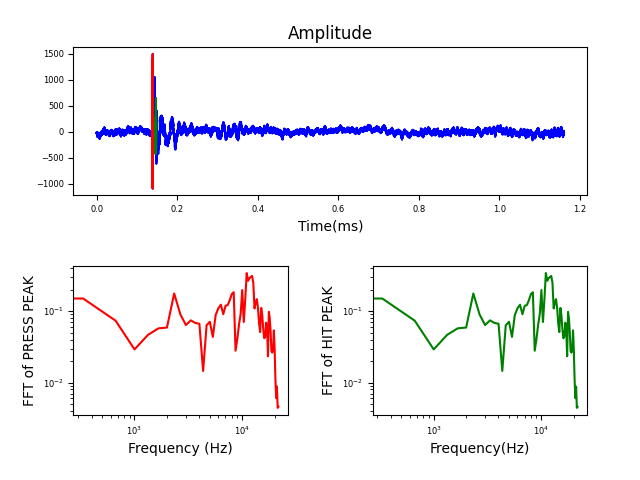 Amplitude
1500
1000
500
0
−500
−1000
0.0 0.2 0.4 0.6 0.8 1.0 1.2
Time(ms)
FFT of PRESS PEAK
10⁻¹
10⁻²
10³ 10⁴
Frequency (Hz)
FFT of HIT PEAK
10⁻¹
10⁻²
10³ 10⁴
Frequency(Hz)